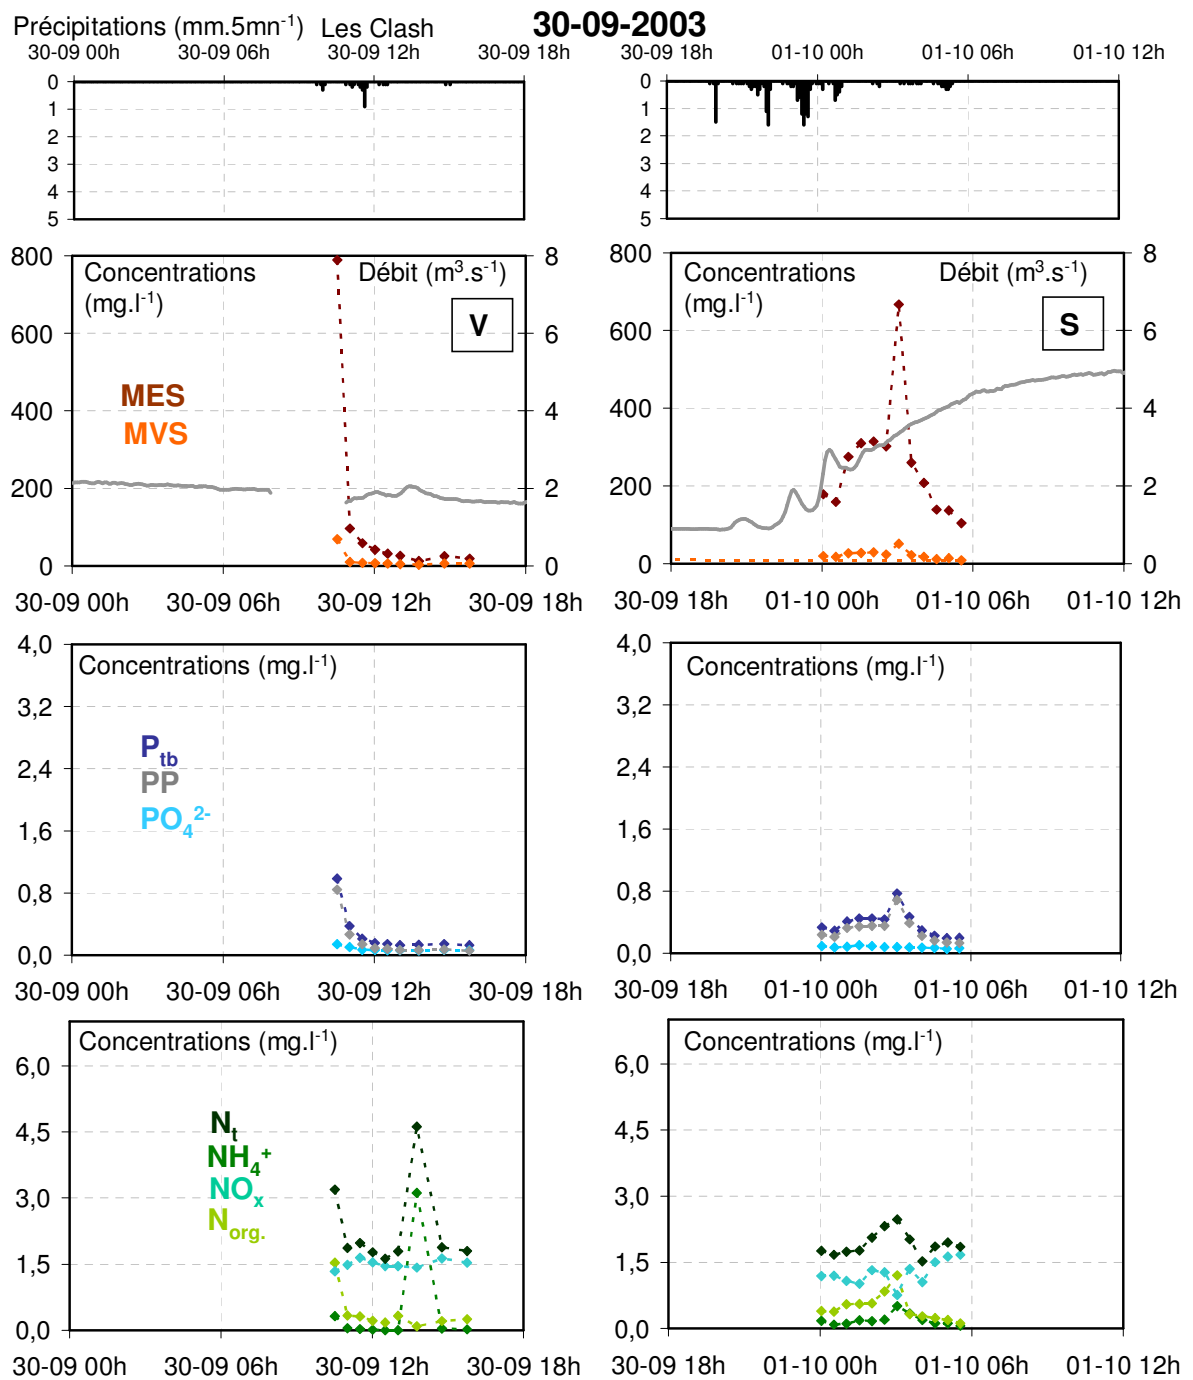 Précipitations (mm.5mn-1) Les Clash 30-09-2003
30-09 00h 30-09 06h 30-09 12h 30-09 18h 30-09 18h 01-10 00h 01-10 06h 01-10 12h
0 0
1 1
2 2
3 3
4 4
5 5
800 8 800 8
Concentrations Débit (m3.s-1) Concentrations Débit (m3.s-1)
(mg.l-1) (mg.l-1)
V S
600 6 600 6
MES
400 4 400 4
MVS
200 2 200 2
0 0 0 0
30-09 00h 30-09 06h 30-09 12h 30-09 18h 30-09 18h 01-10 00h 01-10 06h 01-10 12h
4,0 4,0
Concentrations (mg.l-1) Concentrations (mg.l-1)
3,2 3,2
Ptb
2,4 2,4
PP
PO42-
1,6 1,6
0,8 0,8
0,0 0,0
30-09 00h 30-09 06h 30-09 12h 30-09 18h 30-09 18h 01-10 00h 01-10 06h 01-10 12h
Concentrations (mg.l-1) Concentrations (mg.l-1)
6,0 6,0
Nt
4,5 4,5
NH4+
NOx
3,0 3,0
Norg.
1,5 1,5
0,0 0,0
30-09 00h 30-09 06h 30-09 12h 30-09 18h 30-09 18h 01-10 00h 01-10 06h 01-10 12h